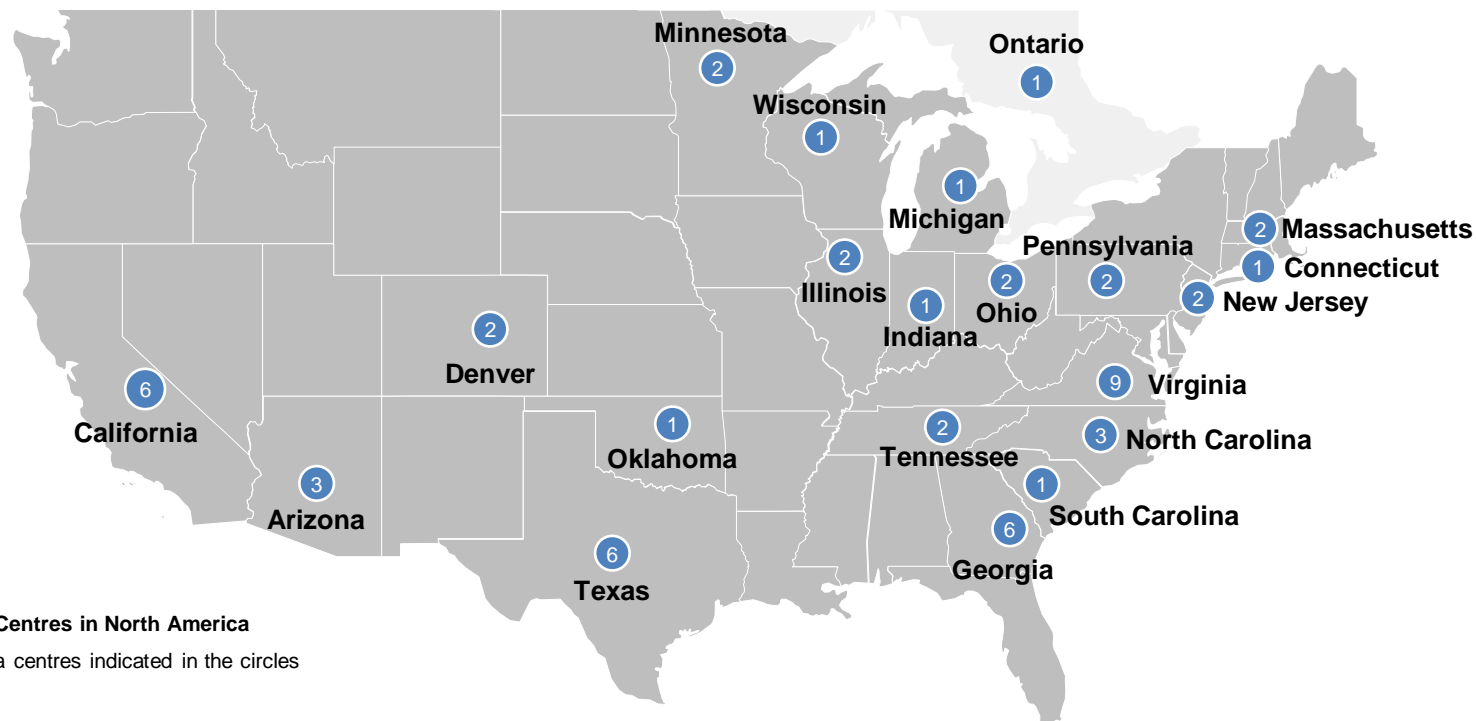 Minnesota
2
Ontario
1
Wisconsin
1
1
Michigan
2
Massachusetts
Pennsylvania
2
1
Connecticut
2
Illinois
2
Ohio
2
New Jersey
1
Indiana
2
Denver
6
California
9
Virginia
1
Oklahoma
2
Tennessee
3
North Carolina
3
Arizona
1
South Carolina
6
Georgia
6
Texas
Centres in North America
centres indicated in the circles